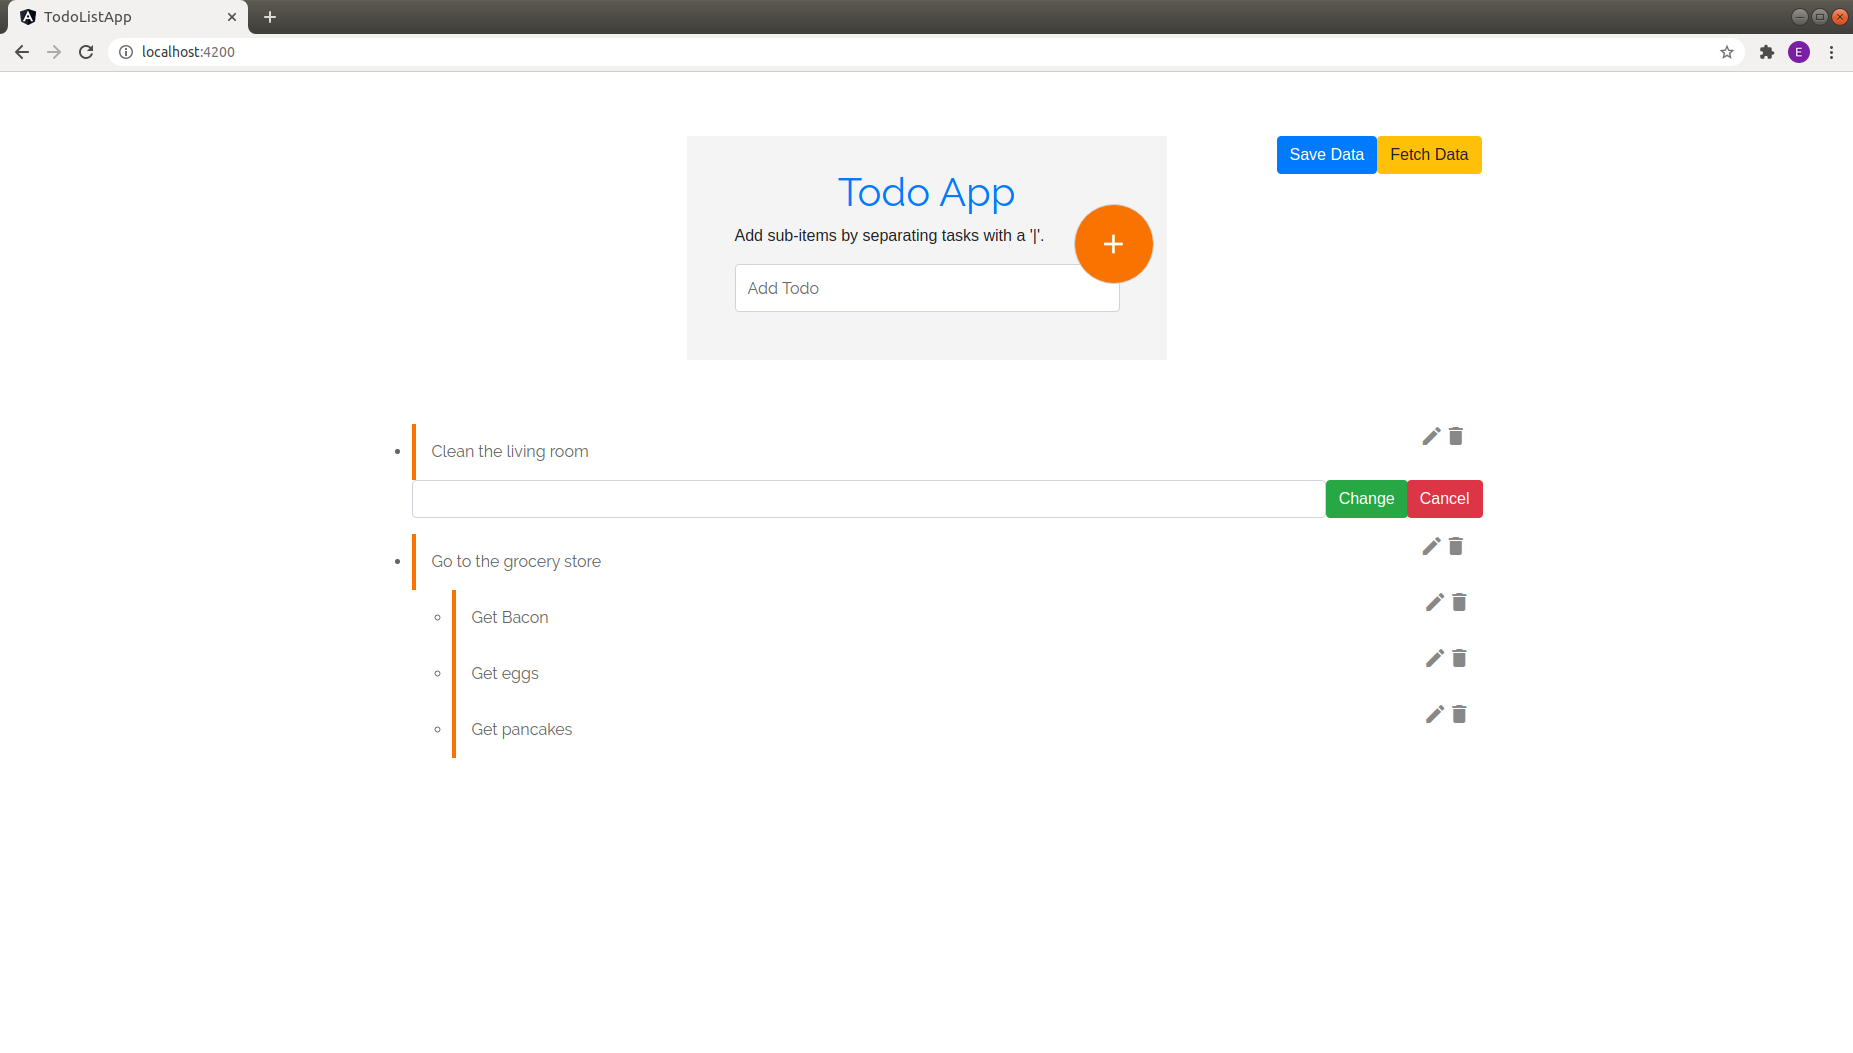 TodoListApp
localhost:4200
E
Save Data Fetch Data
Todo App
Add sub-items by separating tasks with a '|'.
Add Todo
Clean the living room
Change Cancel
Go to the grocery store
Get Bacon
Get eggs
Get pancakes